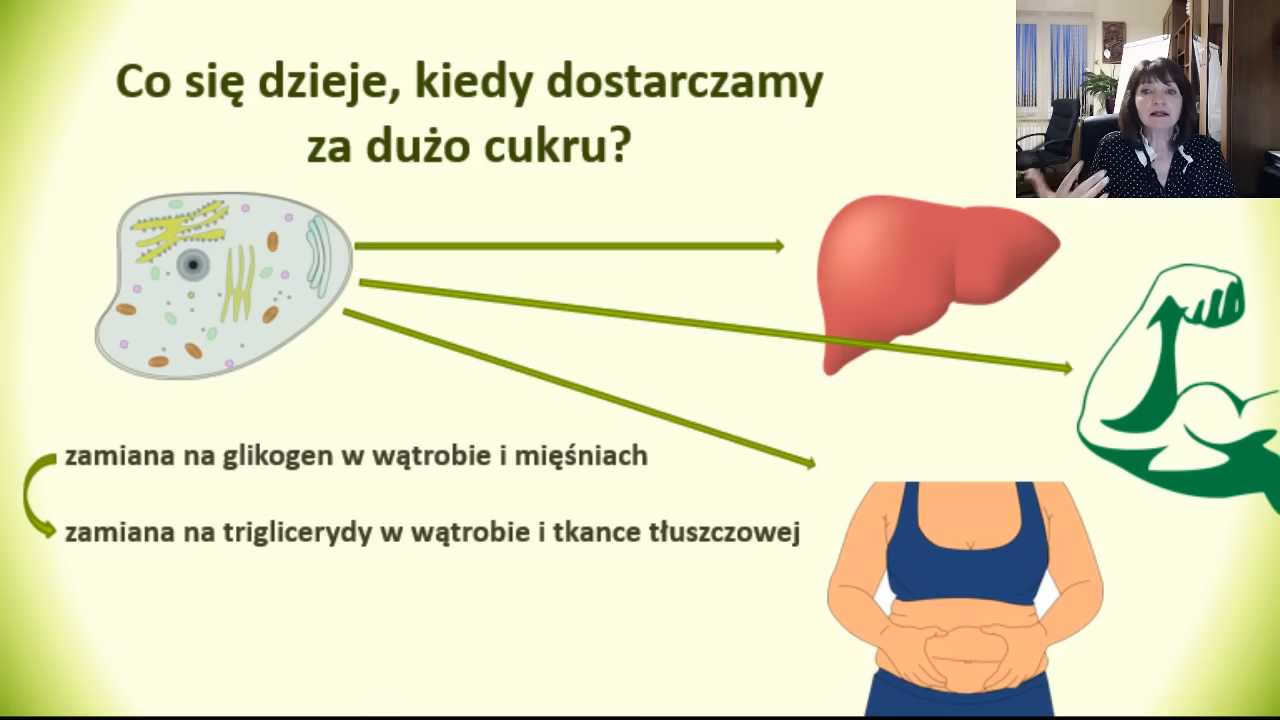 Co się dzieje, kiedy dostarczamy
za dużo cukru?
zamiana na glikogen w wątrobie i mięśniach
zamiana na triglicerydy w wątrobie i tkance tłuszczowej